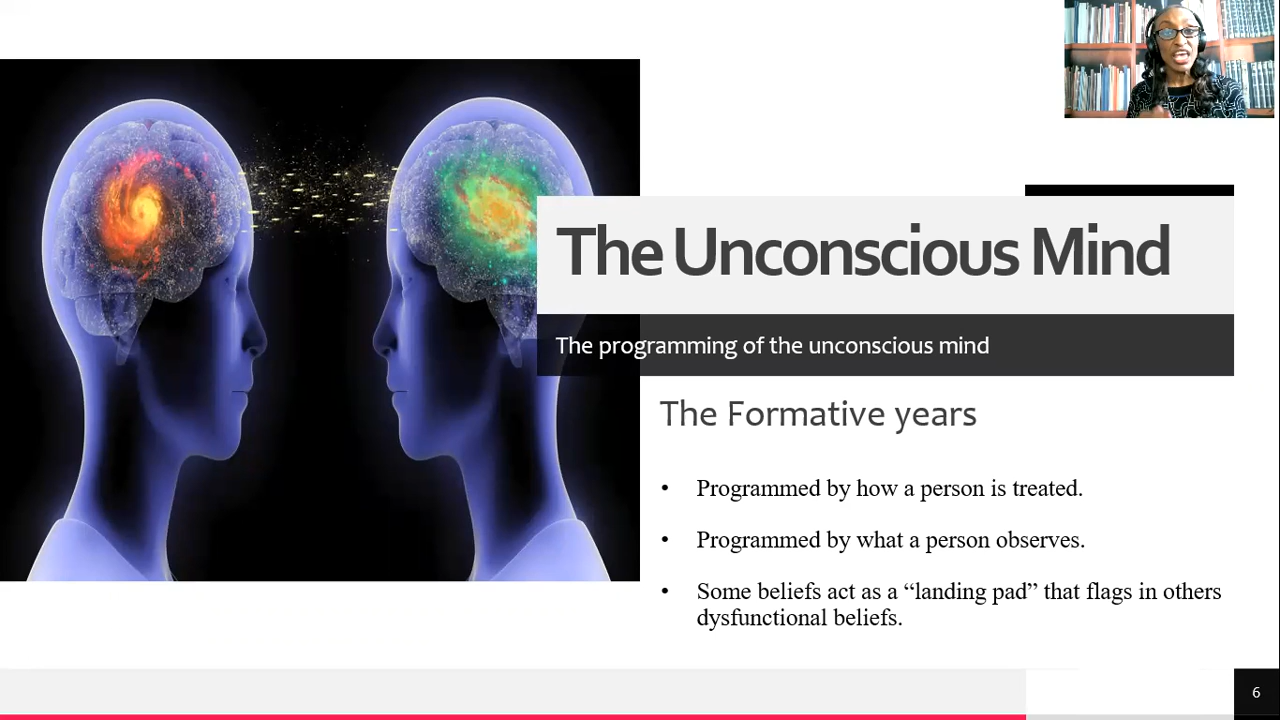 The Unconscious Mind
The programming of the unconscious mind
The Formative years
• Programmed by how a person is treated.
• Programmed by what a person observes.
• Some beliefs act as a “landing pad” that flags in others
dysfunctional beliefs.
6